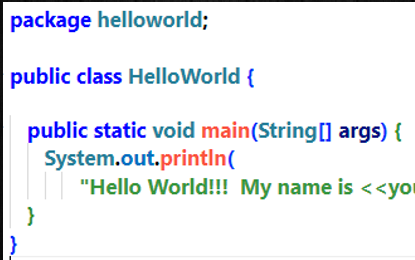 package helloworld;
public class HelloWorld {
public static void main(String[] args) {
System.out.println(
"Hello World!!!  My name is <<you
}
}